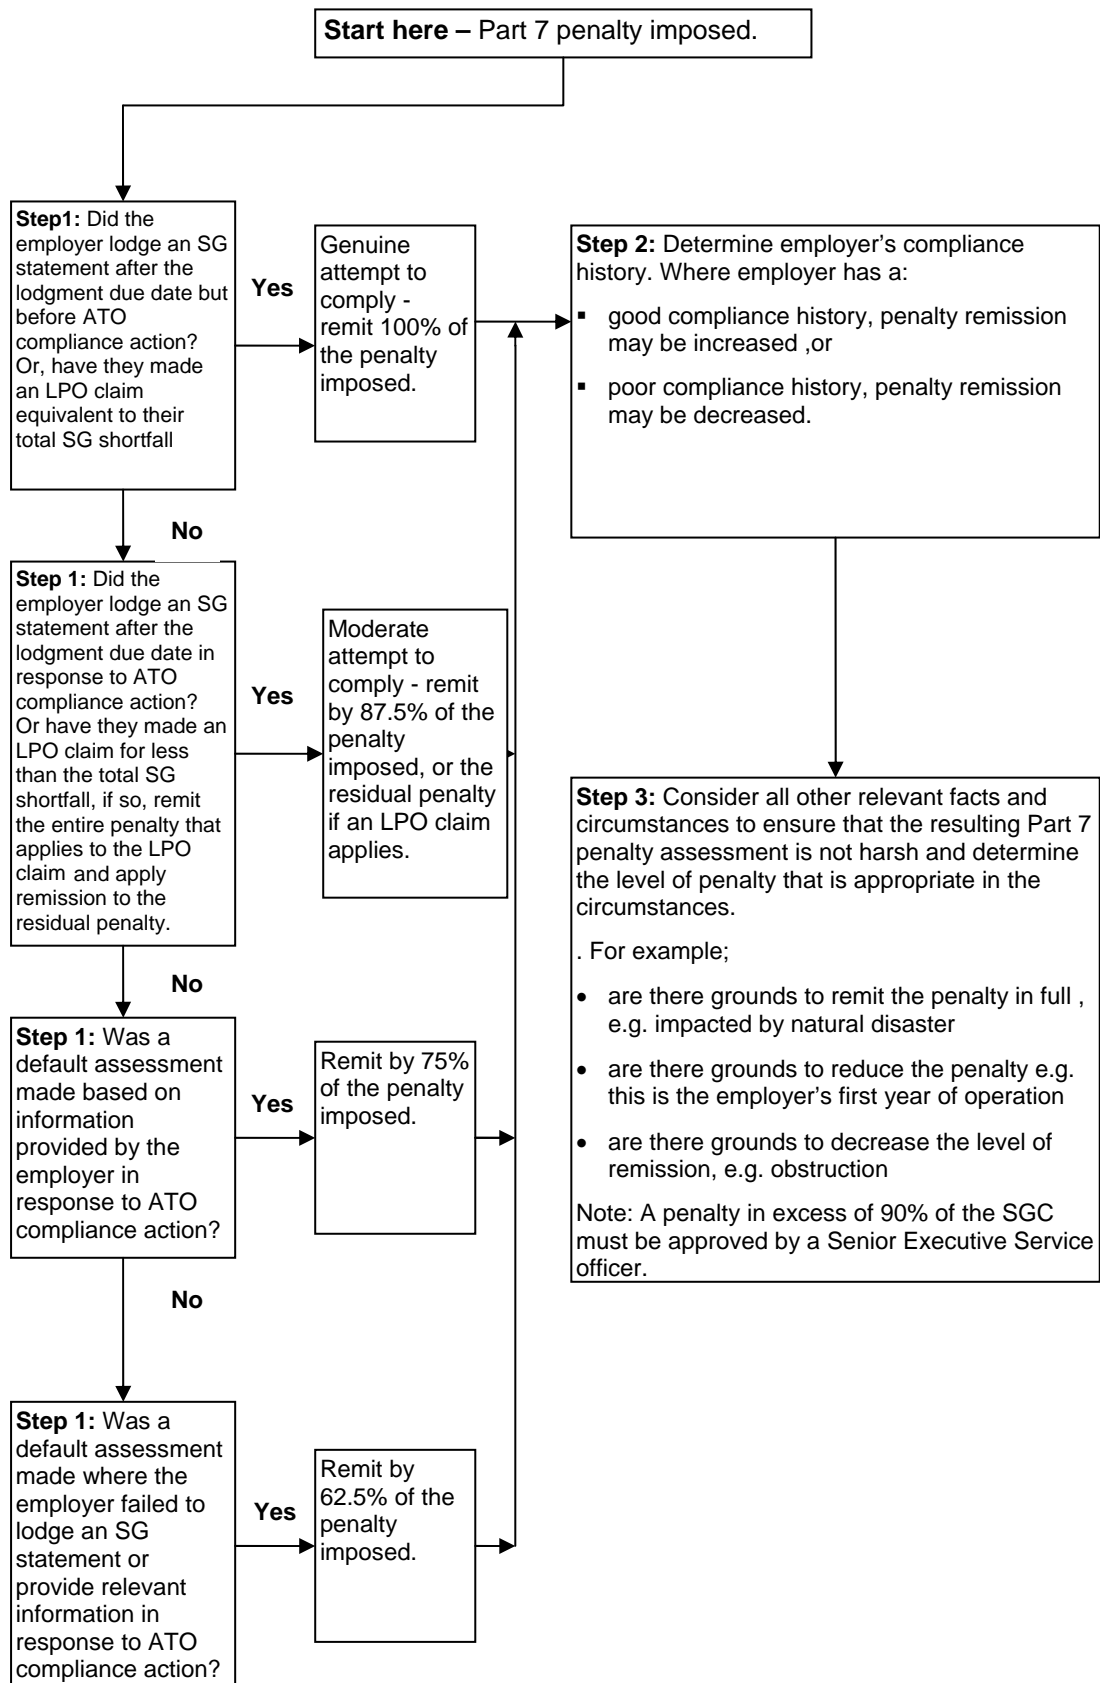 Start here – Part 7 penalty imposed.
Step1: Did the
employer lodge an SG
statement after the
lodgment due date but
before ATO
compliance action?
Or, have they made
an LPO claim
equivalent to their
total SG shortfall
Yes
Genuine
attempt to
comply -
remit 100% of
the penalty
imposed.
Step 2: Determine employer's compliance
history. Where employer has a:
▪ good compliance history, penalty remission
may be increased ,or
▪ poor compliance history, penalty remission
may be decreased.
No
Step 1: Did the
employer lodge an SG
statement after the
lodgment due date in
response to ATO
compliance action?
Or have they made an
LPO claim for less
than the total SG
shortfall, if so, remit
the entire penalty that
applies to the LPO
claim and apply
remission to the
residual penalty.
Yes
Moderate
attempt to
comply - remit
by 87.5% of the
penalty
imposed, or the
residual penalty
if an LPO claim
applies.
Step 3: Consider all other relevant facts and
circumstances to ensure that the resulting Part 7
penalty assessment is not harsh and determine
the level of penalty that is appropriate in the
circumstances.
. For example;
• are there grounds to remit the penalty in full ,
e.g. impacted by natural disaster
• are there grounds to reduce the penalty e.g.
this is the employer's first year of operation
• are there grounds to decrease the level of
remission, e.g. obstruction
Note: A penalty in excess of 90% of the SGC
must be approved by a Senior Executive Service
officer.
No
Step 1: Was a
default assessment
made based on
information
provided by the
employer in
response to ATO
compliance action?
Yes
Remit by 75%
of the penalty
imposed.
No
Step 1: Was a
default assessment
made where the
employer failed to
lodge an SG
statement or
provide relevant
information in
response to ATO
compliance action?
Yes
Remit by
62.5% of the
penalty
imposed.